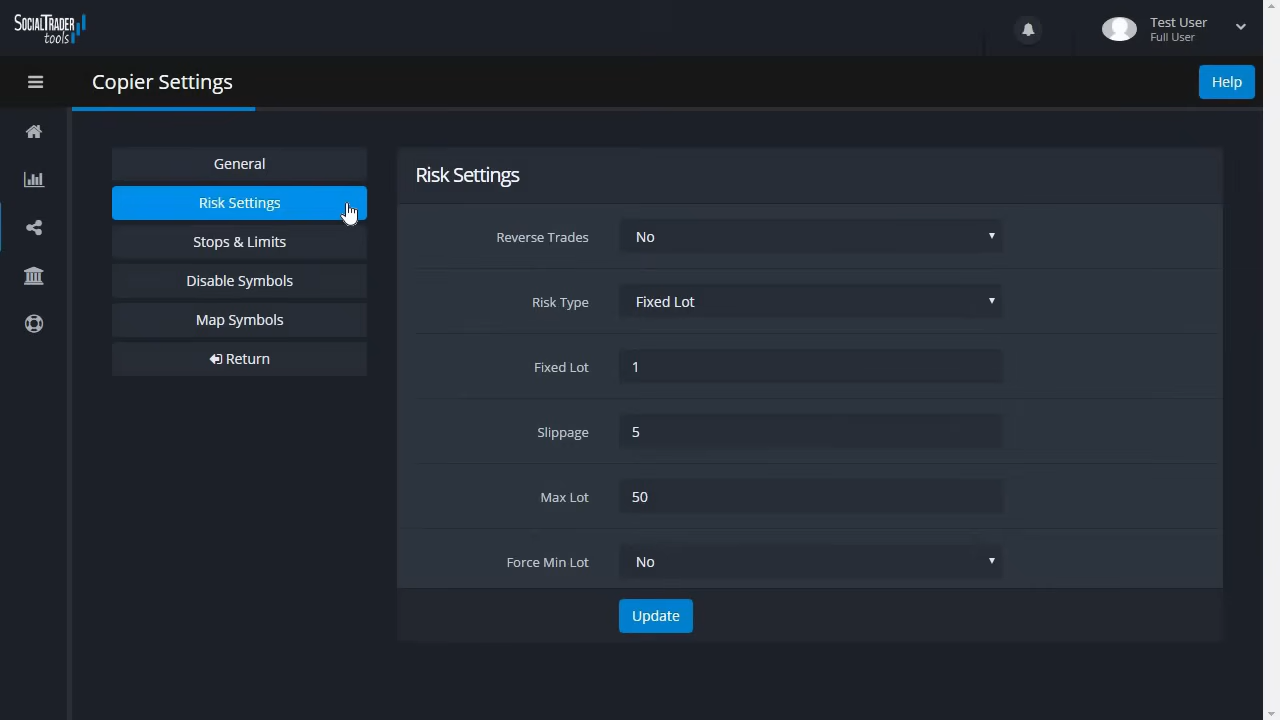 SOCIALTRADER
tools
Test User
Full User
Copier Settings
Help
General
Risk Settings
Stops & Limits
Disable Symbols
Map Symbols
Return
Risk Settings
Reverse Trades
No
Risk Type
Fixed Lot
Fixed Lot
1
Slippage
5
Max Lot
50
Force Min Lot
No
Update